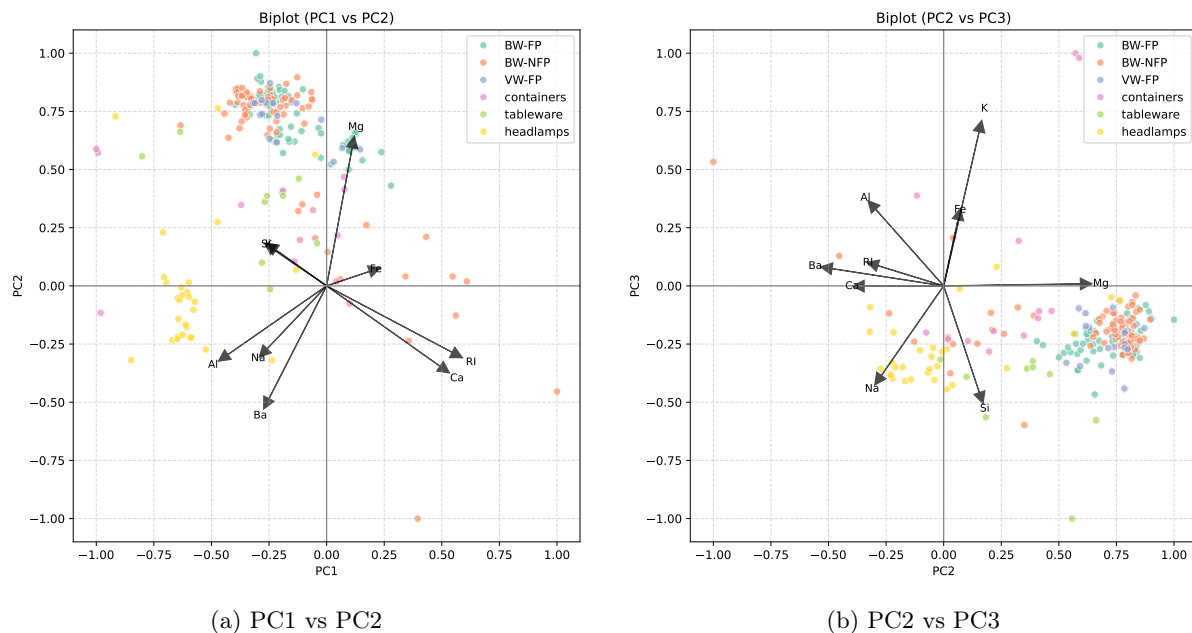 Biplot (PC1 vs PC2)
1.00
0.75
0.50
0.25
0.00
−0.25
−0.50
−0.75
−1.00
PC2
BW-FP
BW-NFP
VW-FP
containers
tableware
headlamps
Mg
Fe
Al
Na
Ba
RI
Ca
−1.00 −0.75 −0.50 −0.25 0.00 0.25 0.50 0.75 1.00
PC1
(a) PC1 vs PC2
Biplot (PC2 vs PC3)
1.00
0.75
0.50
0.25
0.00
−0.25
−0.50
−0.75
−1.00
PC3
BW-FP
BW-NFP
VW-FP
containers
tableware
headlamps
K
Al
Fe
Ba
RI
Ca
Mg
Na
Si
−1.00 −0.75 −0.50 −0.25 0.00 0.25 0.50 0.75 1.00
PC2
(b) PC2 vs PC3